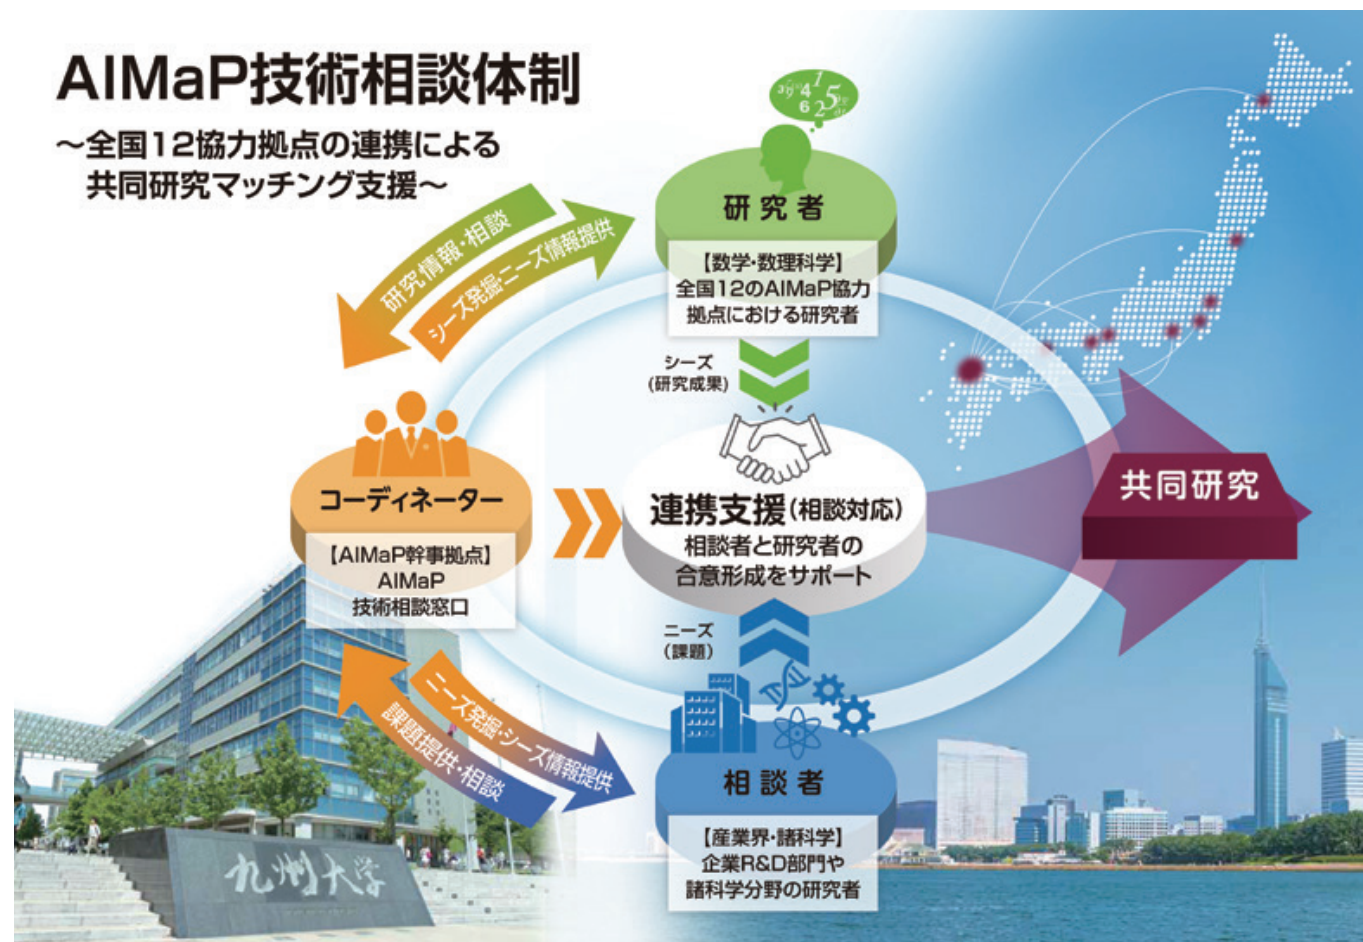 AIMaP技術相談体制
～全国12協力拠点の連携による
共同研究マッチング支援～
研究情報・相談
シーズ発掘・ニーズ情報提供
研究者
【数学・数理科学】
全国12のAIMaP協力
拠点における研究者
シーズ
(研究成果)
コーディネーター
【AIMaP幹事拠点】
AIMaP
技術相談窓口
連携支援(相談対応)
相談者と研究者の
合意形成をサポート
共同研究
ニーズ
(課題)
ニーズ発掘・シーズ情報提供
課題提供・相談
相談者
【産業界・諸科学】
企業R&D部門や
諸科学分野の研究者
九州大学